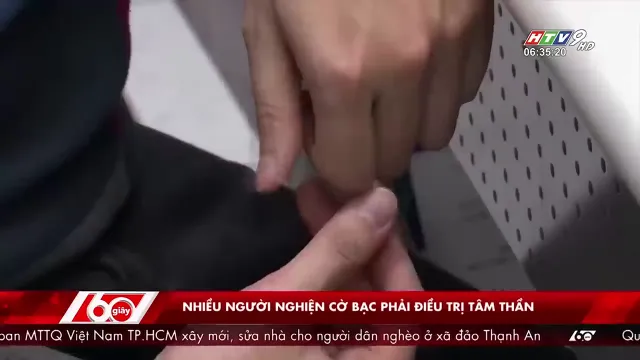 HTV9 HD
06:35:20
60 giây
NHIỀU NGƯỜI NGHIỆN CỜ BẠC PHẢI ĐIỀU TRỊ TÂM THẦN
ban MTTQ Việt Nam TP.HCM xây mới, sửa nhà cho người dân nghèo ở xã đảo Thạnh An 60 Qu